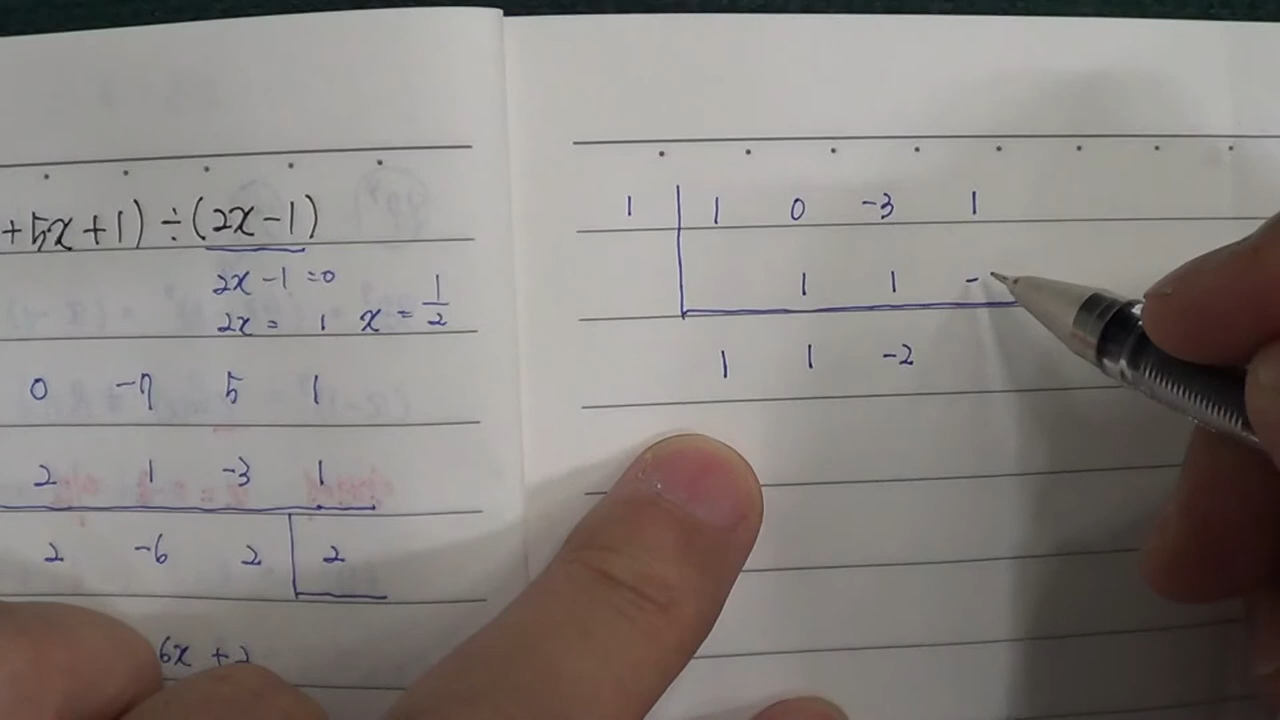 +5x+1)÷(2x-1)
2x-1=0
2x= 1 x=1/2
0 -7 5 1
2 1 -3 1
2 -6 2 2
6x +2
1 1 0 -3 1
1 1 -
1 1 -2